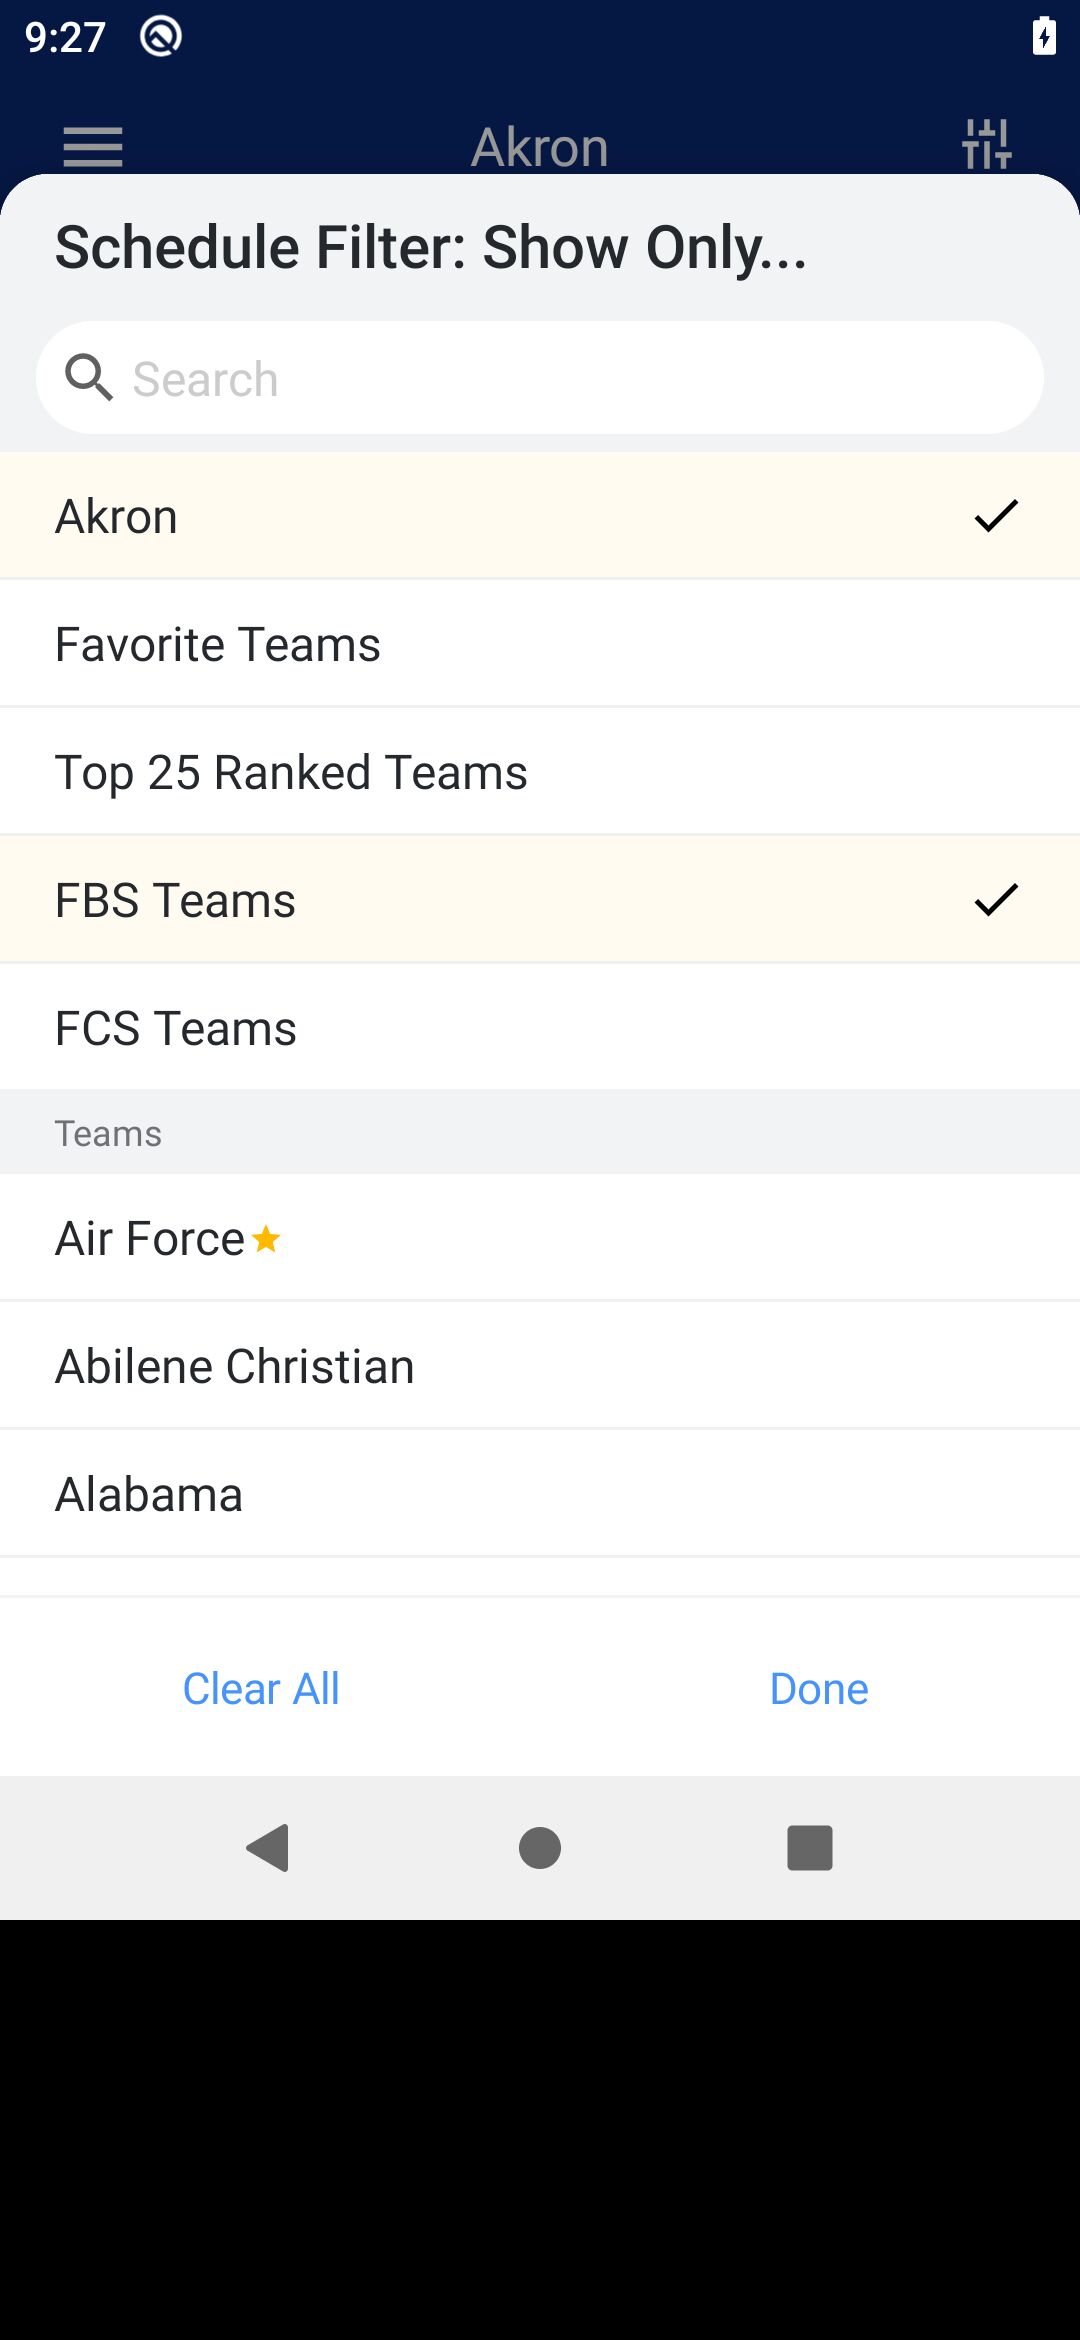 9:27
Akron
Schedule Filter: Show Only...
Search
Akron
Favorite Teams
Top 25 Ranked Teams
FBS Teams
FCS Teams
Teams
Air Force
Abilene Christian
Alabama
Clear All
Done